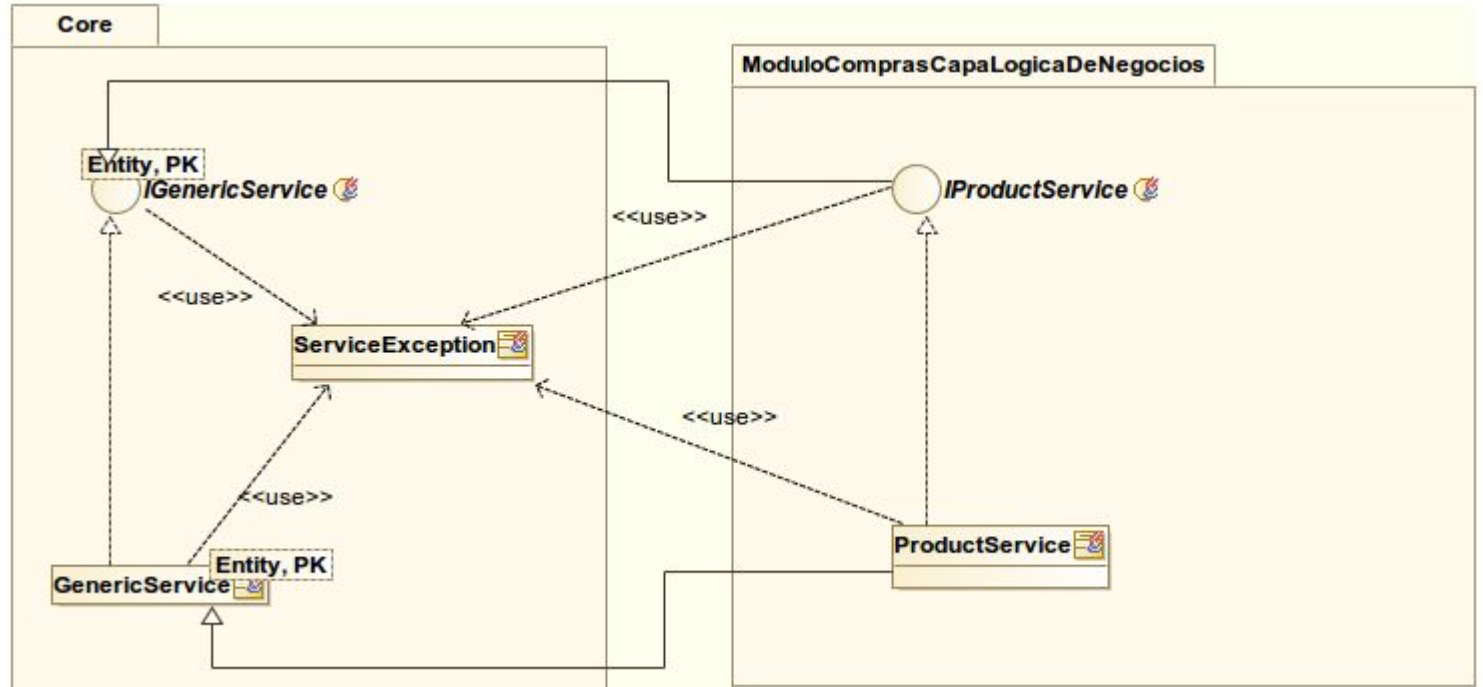 Core
ModuloComprasCapaLogicaDeNegocios
Entity, PK
IGenericService
IProductService
<<use>>
<<use>>
ServiceException
<<use>>
<<use>>
ProductService
Entity, PK
GenericService